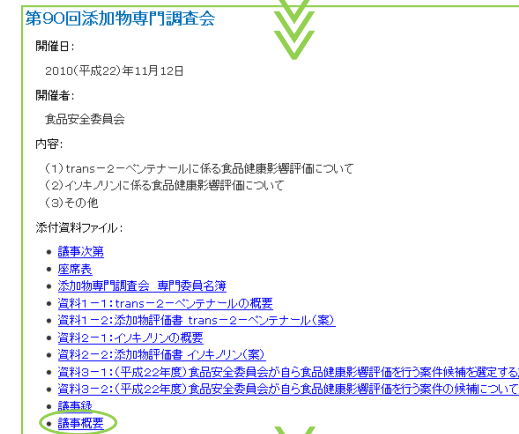 第90回添加物専門調査会
開催日:
2010(平成22)年11月12日
開催者:
食品安全委員会
内容:
(1)trans-2-ペンテナールに係る食品健康影響評価について
(2)イソキノリンに係る食品健康影響評価について
(3)その他
添付資料ファイル:
• 議事次第
• 座席表
• 添加物専門調査会 専門委員名簿
• 資料1-1:trans-2-ペンテナールの概要
• 資料1-2:添加物評価書 trans-2-ペンテナール(案)
• 資料2-1:イソキノリンの概要
• 資料2-2:添加物評価書 イソキノリン(案)
• 資料3-1:(平成22年度)食品安全委員会が自ら食品健康影響評価を行う案件候補を選定する
• 資料3-2:(平成22年度)食品安全委員会が自ら食品健康影響評価を行う案件の候補について
• 議事録
• 議事概要